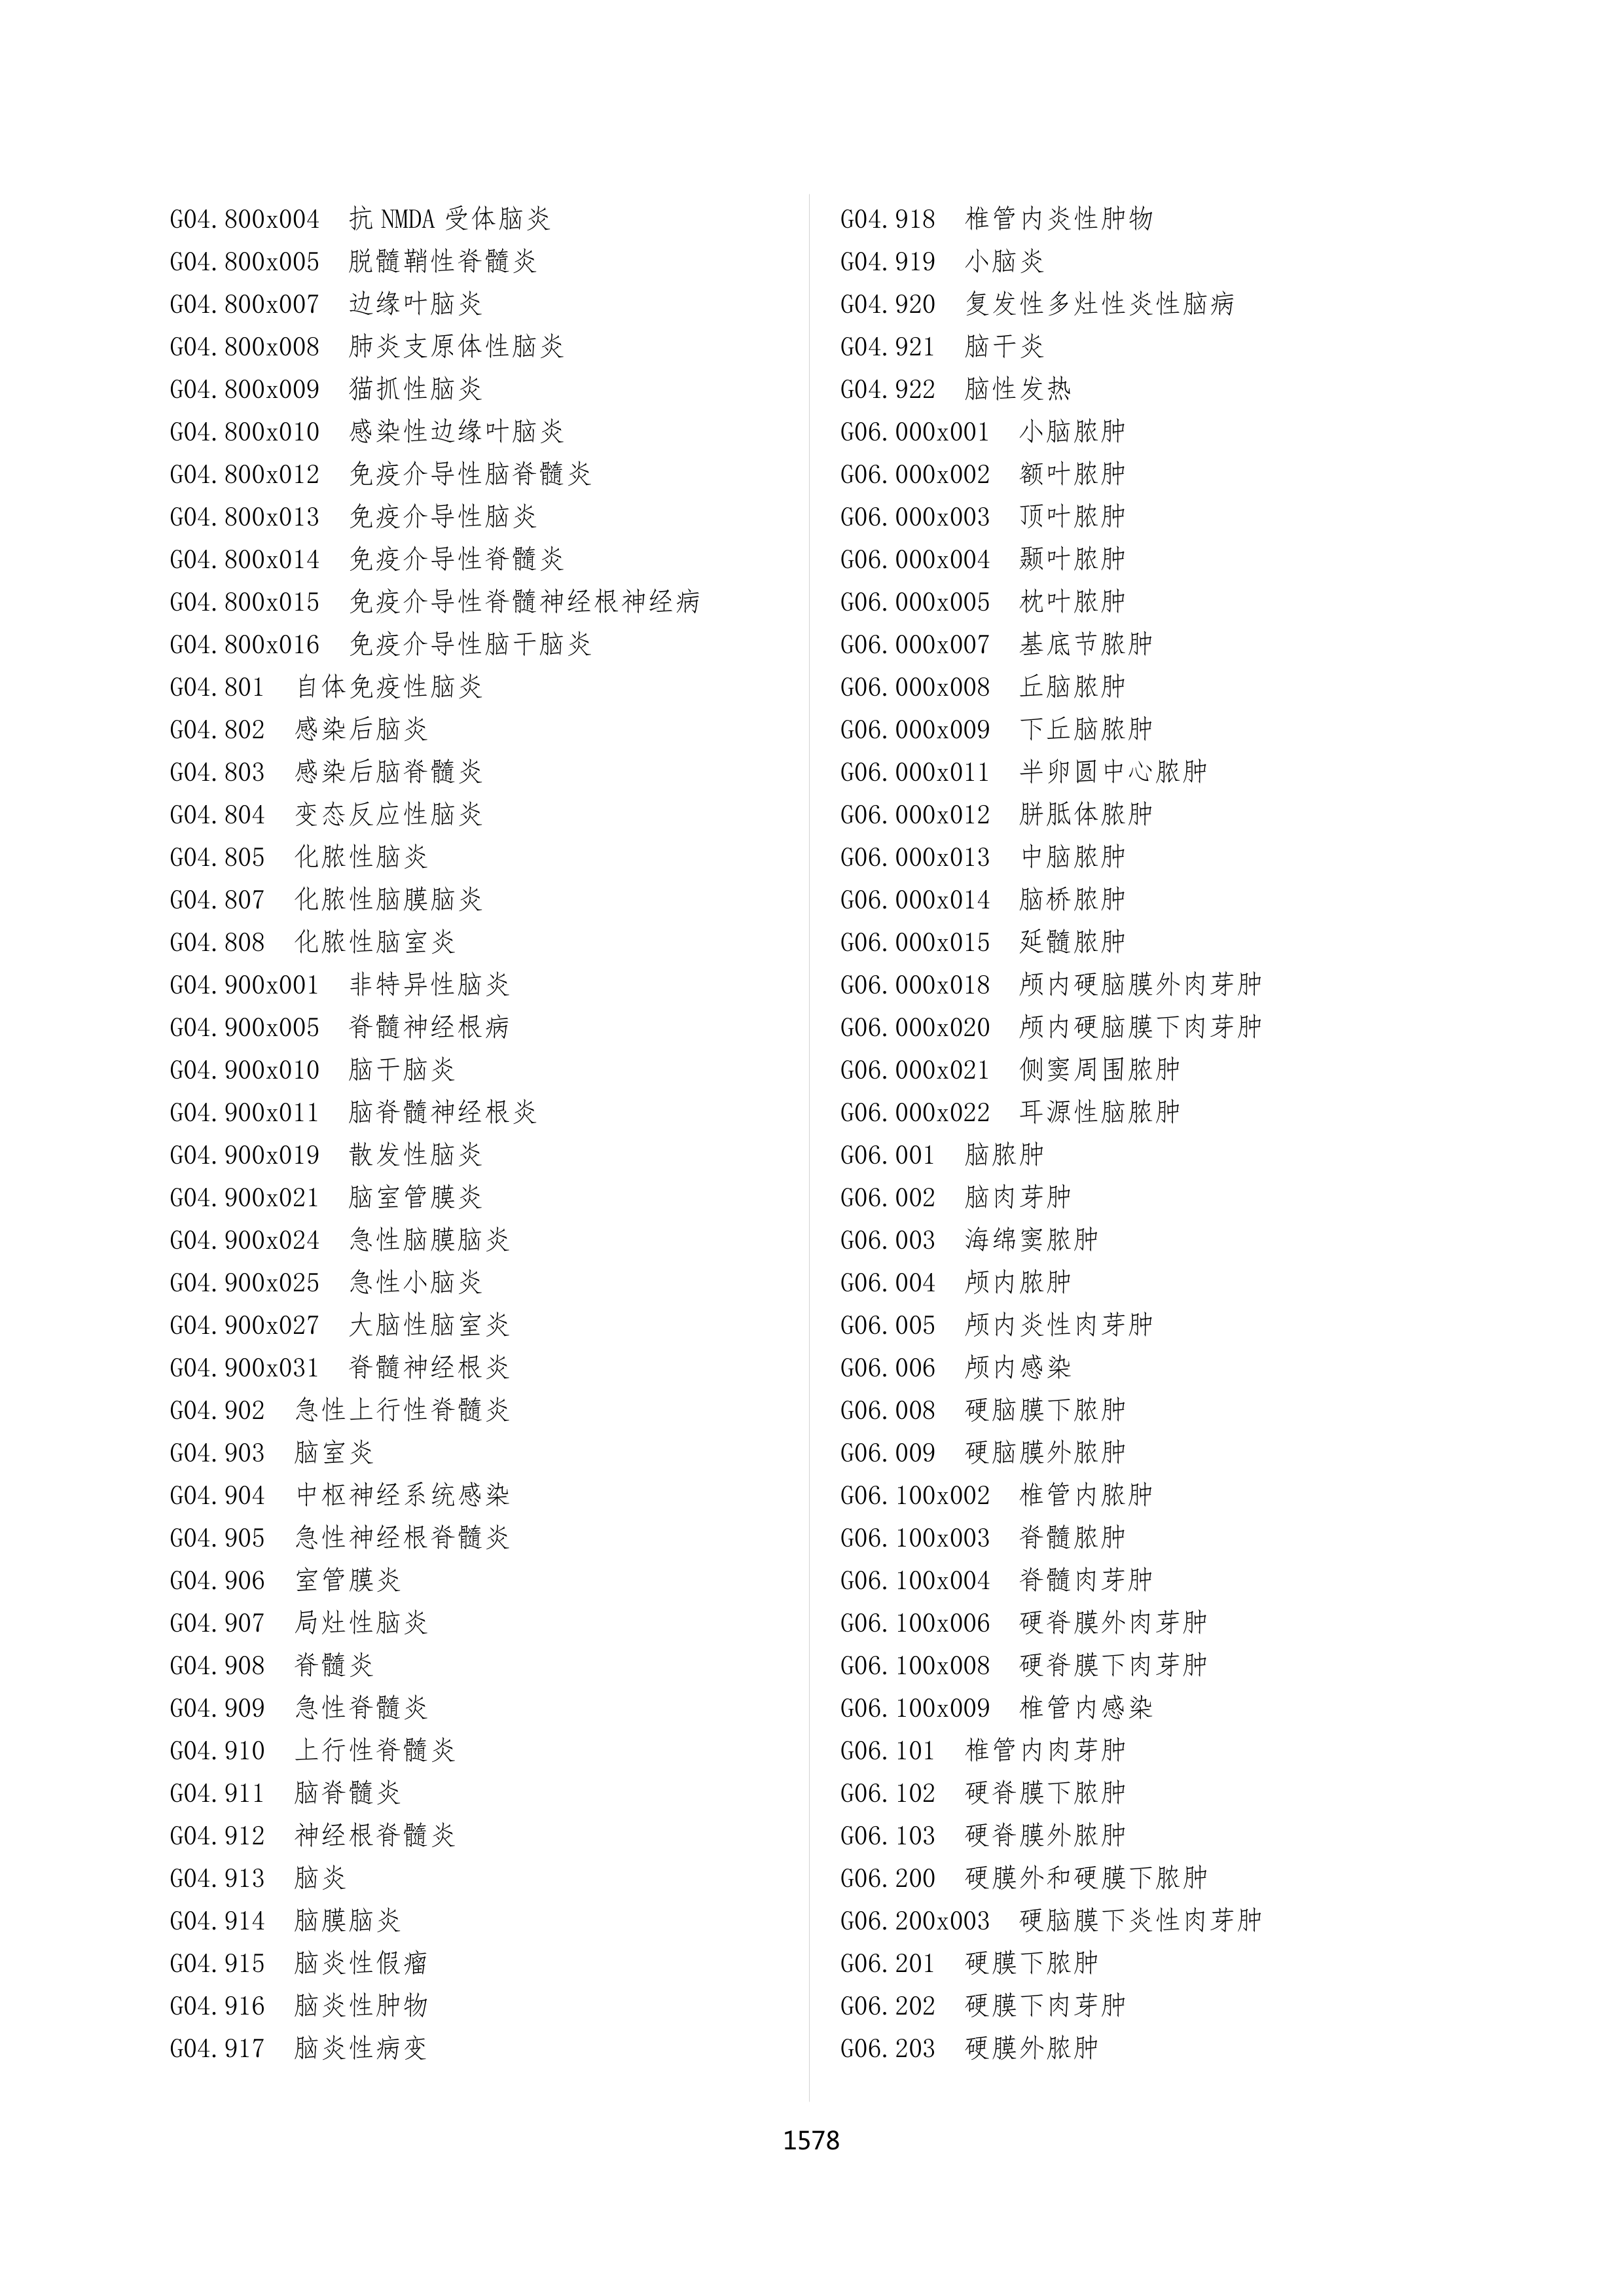 G04.800x004 抗 NMDA 受体脑炎
G04.800x005 脱髓鞘性脊髓炎
G04.800x007 边缘叶脑炎
G04.800x008 肺炎支原体性脑炎
G04.800x009 猫抓性脑炎
G04.800x010 感染性边缘叶脑炎
G04.800x012 免疫介导性脑脊髓炎
G04.800x013 免疫介导性脑炎
G04.800x014 免疫介导性脊髓炎
G04.800x015 免疫介导性脊髓神经根神经病
G04.800x016 免疫介导性脑干脑炎
G04.801 自体免疫性脑炎
G04.802 感染后脑炎
G04.803 感染后脑脊髓炎
G04.804 变态反应性脑炎
G04.805 化脓性脑炎
G04.807 化脓性脑膜脑炎
G04.808 化脓性脑室炎
G04.900x001 非特异性脑炎
G04.900x005 脊髓神经根病
G04.900x010 脑干脑炎
G04.900x011 脑脊髓神经根炎
G04.900x019 散发性脑炎
G04.900x021 脑室管膜炎
G04.900x024 急性脑膜脑炎
G04.900x025 急性小脑炎
G04.900x027 大脑性脑室炎
G04.900x031 脊髓神经根炎
G04.902 急性上行性脊髓炎
G04.903 脑室炎
G04.904 中枢神经系统感染
G04.905 急性神经根脊髓炎
G04.906 室管膜炎
G04.907 局灶性脑炎
G04.908 脊髓炎
G04.909 急性脊髓炎
G04.910 上行性脊髓炎
G04.911 脑脊髓炎
G04.912 神经根脊髓炎
G04.913 脑炎
G04.914 脑膜脑炎
G04.915 脑炎性假瘤
G04.916 脑炎性肿物
G04.917 脑炎性病变
G04.918 椎管内炎性肿物
G04.919 小脑炎
G04.920 复发性多灶性炎性脑病
G04.921 脑干炎
G04.922 脑性发热
G06.000x001 小脑脓肿
G06.000x002 额叶脓肿
G06.000x003 顶叶脓肿
G06.000x004 颞叶脓肿
G06.000x005 枕叶脓肿
G06.000x007 基底节脓肿
G06.000x008 丘脑脓肿
G06.000x009 下丘脑脓肿
G06.000x011 半卵圆中心脓肿
G06.000x012 胼胝体脓肿
G06.000x013 中脑脓肿
G06.000x014 脑桥脓肿
G06.000x015 延髓脓肿
G06.000x018 颅内硬脑膜外肉芽肿
G06.000x020 颅内硬脑膜下肉芽肿
G06.000x021 侧窦周围脓肿
G06.000x022 耳源性脑脓肿
G06.001 脑脓肿
G06.002 脑肉芽肿
G06.003 海绵窦脓肿
G06.004 颅内脓肿
G06.005 颅内炎性肉芽肿
G06.006 颅内感染
G06.008 硬脑膜下脓肿
G06.009 硬脑膜外脓肿
G06.100x002 椎管内脓肿
G06.100x003 脊髓脓肿
G06.100x004 脊髓肉芽肿
G06.100x006 硬脊膜外肉芽肿
G06.100x008 硬脊膜下肉芽肿
G06.100x009 椎管内感染
G06.101 椎管内肉芽肿
G06.102 硬脊膜下脓肿
G06.103 硬脊膜外脓肿
G06.200 硬膜外和硬膜下脓肿
G06.200x003 硬脑膜下炎性肉芽肿
G06.201 硬膜下脓肿
G06.202 硬膜下肉芽肿
G06.203 硬膜外脓肿
1578